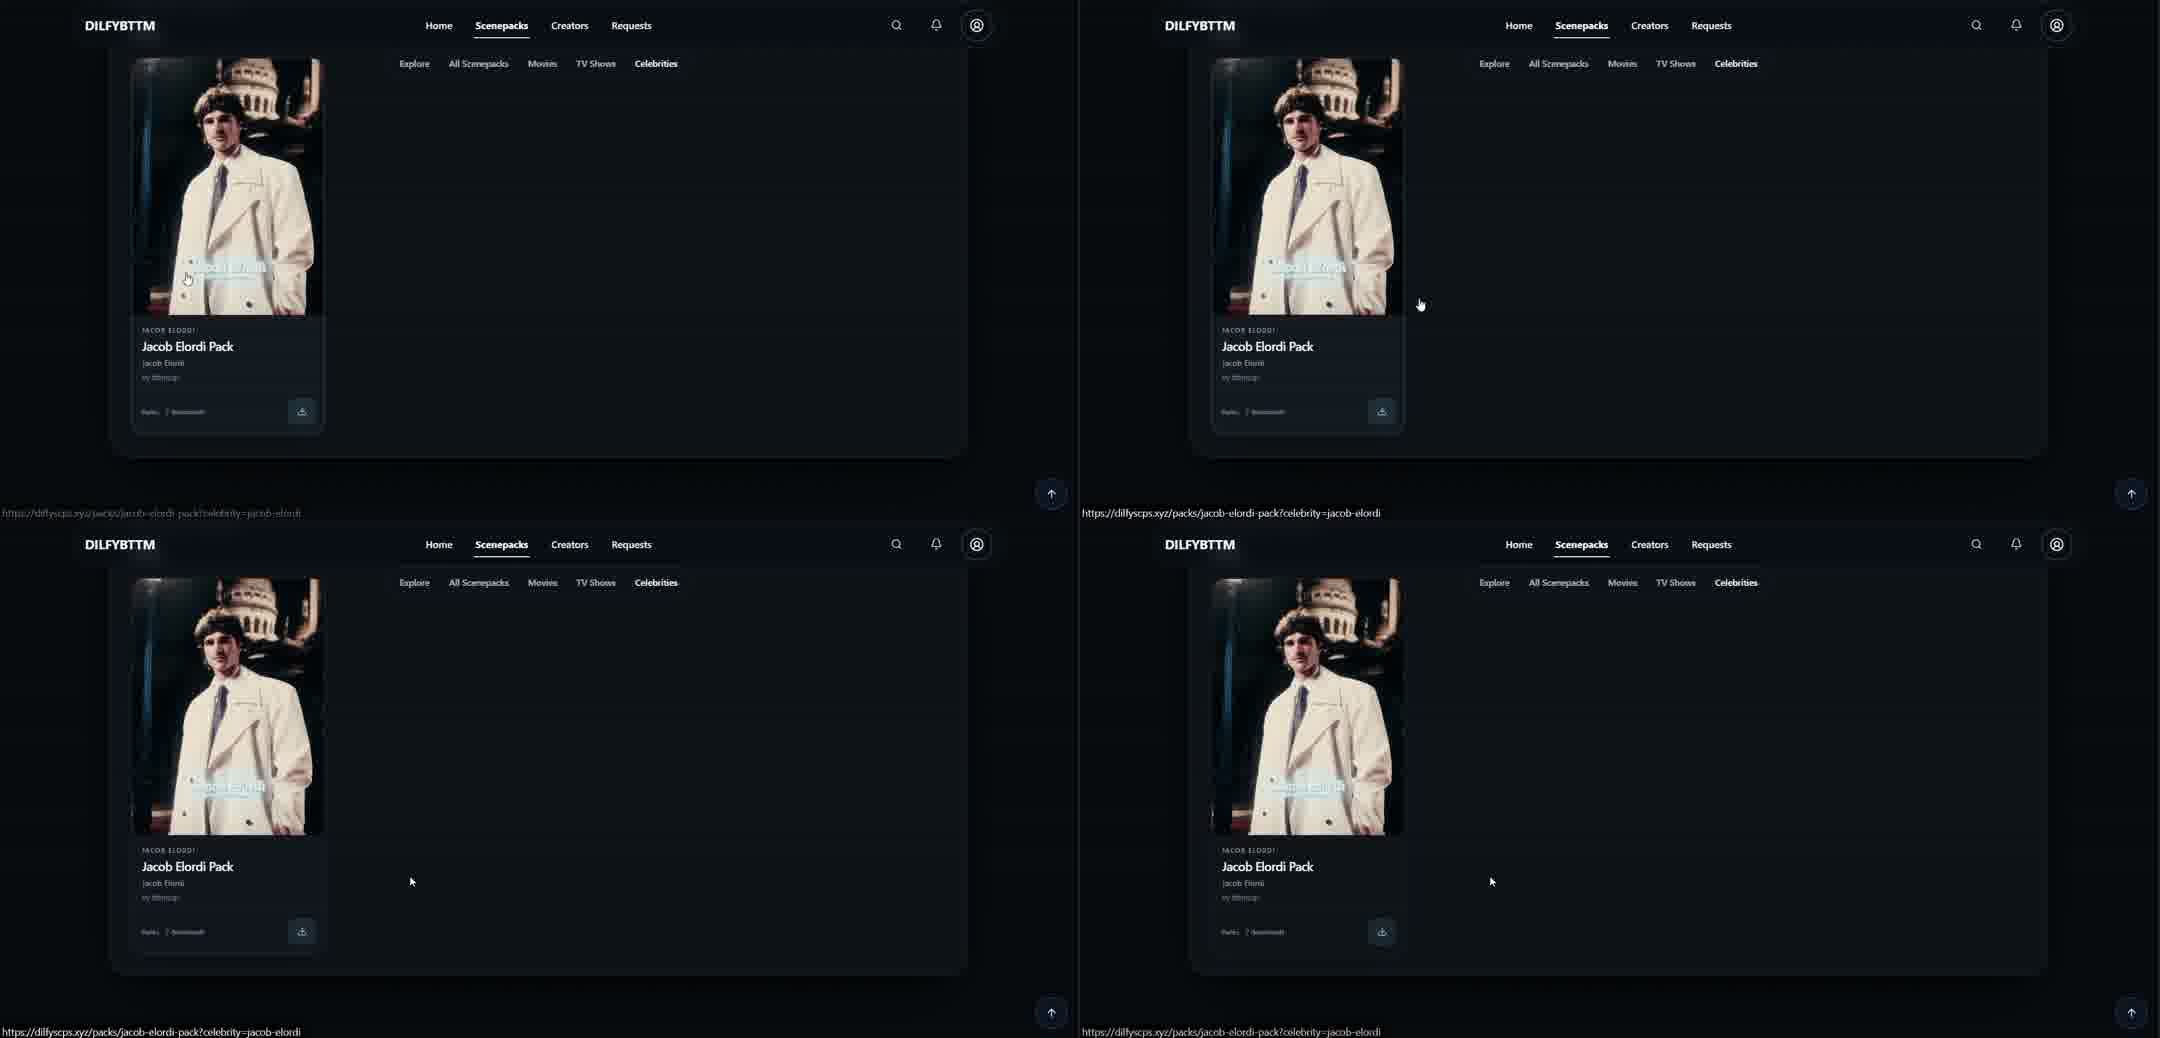 DILFYBTTM Home Scenepacks Creators Requests
Explore All Scenepacks Movies TV Shows Celebrities
JACOB ELORDI
Jacob Elordi Pack
Jacob Elordi
https://dilfyscps.xyz/packs/jacob-elordi-pack?celebrity=jacob-elordi
DILFYBTTM Home Scenepacks Creators Requests
Explore All Scenepacks Movies TV Shows Celebrities
JACOB ELORDI
Jacob Elordi Pack
Jacob Elordi
https://dilfyscps.xyz/packs/jacob-elordi-pack?celebrity=jacob-elordi
DILFYBTTM Home Scenepacks Creators Requests
Explore All Scenepacks Movies TV Shows Celebrities
JACOB ELORDI
Jacob Elordi Pack
Jacob Elordi
https://dilfyscps.xyz/packs/jacob-elordi-pack?celebrity=jacob-elordi
DILFYBTTM Home Scenepacks Creators Requests
Explore All Scenepacks Movies TV Shows Celebrities
JACOB ELORDI
Jacob Elordi Pack
Jacob Elordi
https://dilfyscps.xyz/packs/jacob-elordi-pack?celebrity=jacob-elordi